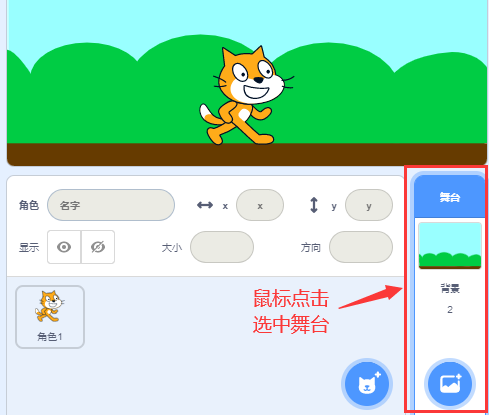 角色 名字 x x y y
显示 大小 方向
舞台
背景
2
鼠标点击
选中舞台
角色1